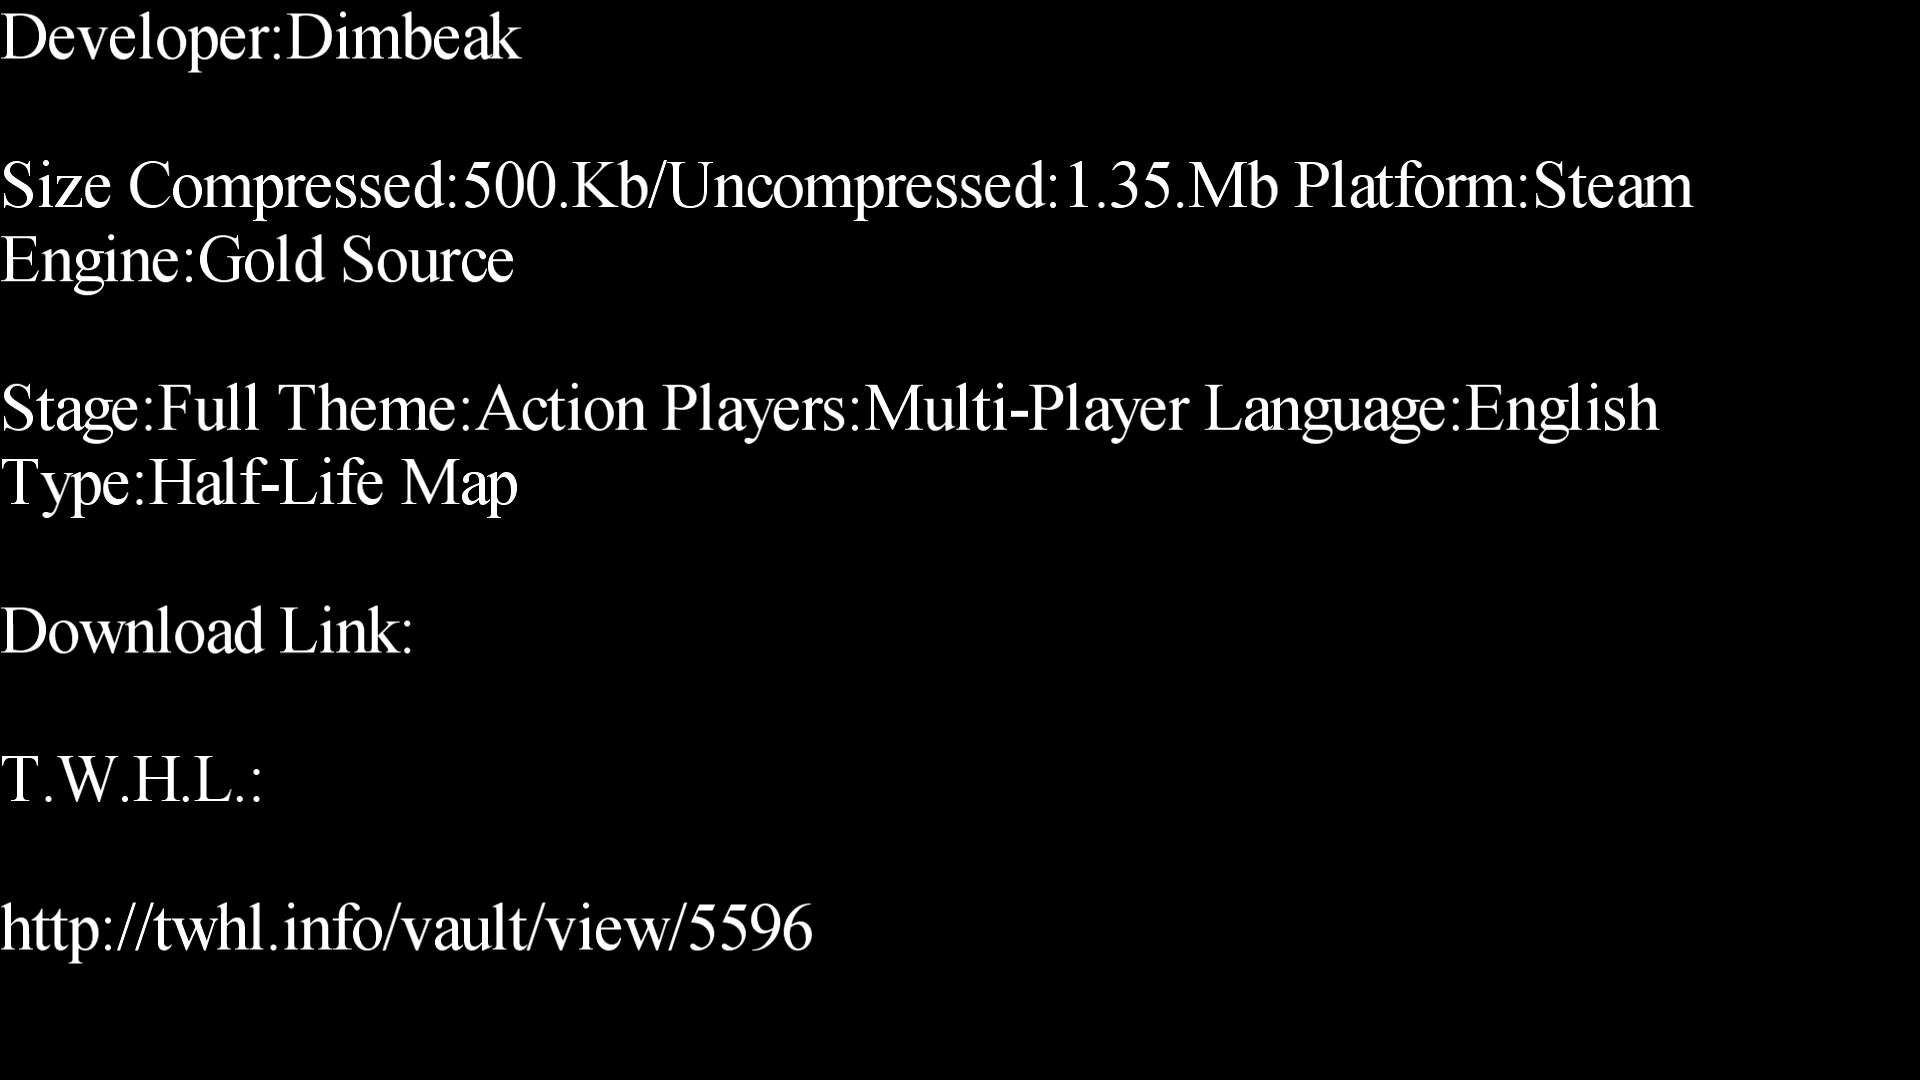 Developer:Dimbeak
Size Compressed:500.Kb/Uncompressed:1.35.Mb Platform:Steam
Engine:Gold Source
Stage:Full Theme:Action Players:Multi-Player Language:English
Type:Half-Life Map
Download Link:
T.W.H.L.:
http://twhl.info/vault/view/5596